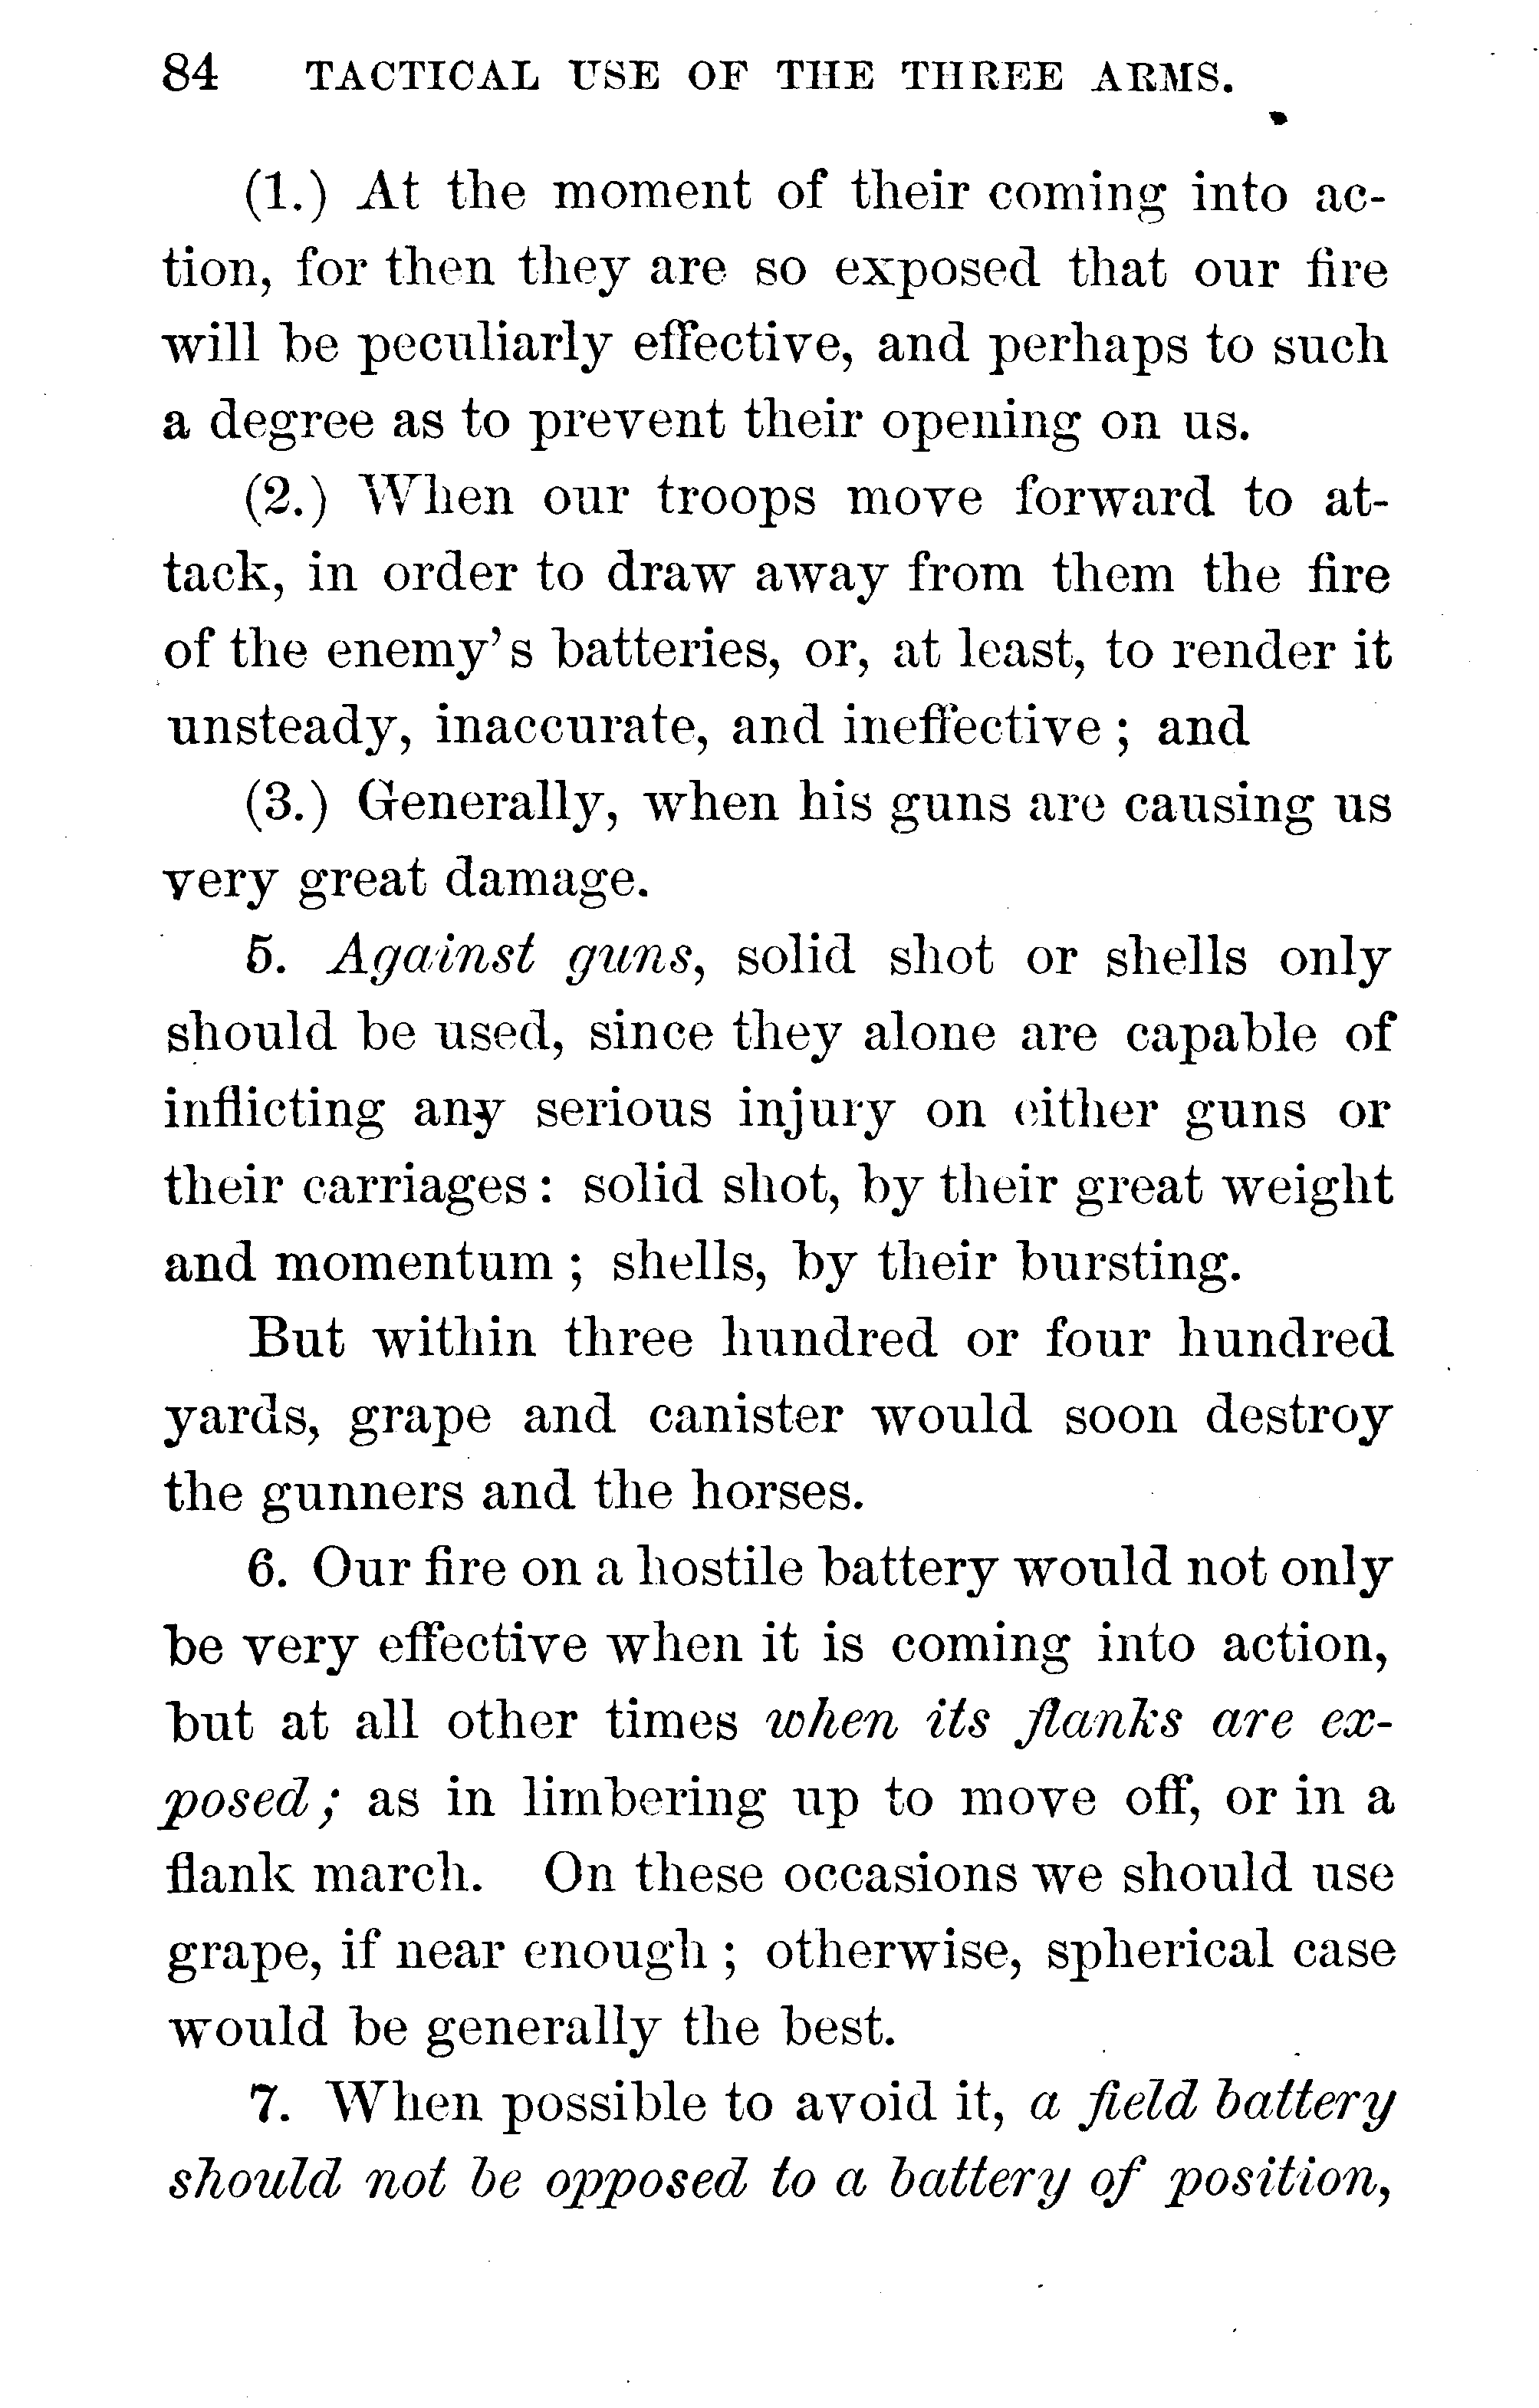 84 TACTICAL USE OF THE THREE ARMS.
(1.) At the moment of their coming into ac-
tion, for then they are so exposed that our fire
will be peculiarly effective, and perhaps to such
a degree as to prevent their opening on us.
(2.) When our troops move forward to at-
tack, in order to draw away from them the fire
of the enemy's batteries, or, at least, to render it
unsteady, inaccurate, and ineffective ; and
(3.) Generally, when his guns are causing us
very great damage.
5. Against guns, solid shot or shells only
should be used, since they alone are capable of
inflicting any serious injury on either guns or
their carriages : solid shot, by their great weight
and momentum ; shells, by their bursting.
But within three hundred or four hundred
yards, grape and canister would soon destroy
the gunners and the horses.
6. Our fire on a hostile battery would not only
be very effective when it is coming into action,
but at all other times when its flanks are ex-
posed ; as in limbering up to move off, or in a
flank march. On these occasions we should use
grape, if near enough ; otherwise, spherical case
would be generally the best.
7. When possible to avoid it, a field battery
should not be opposed to a battery of position,